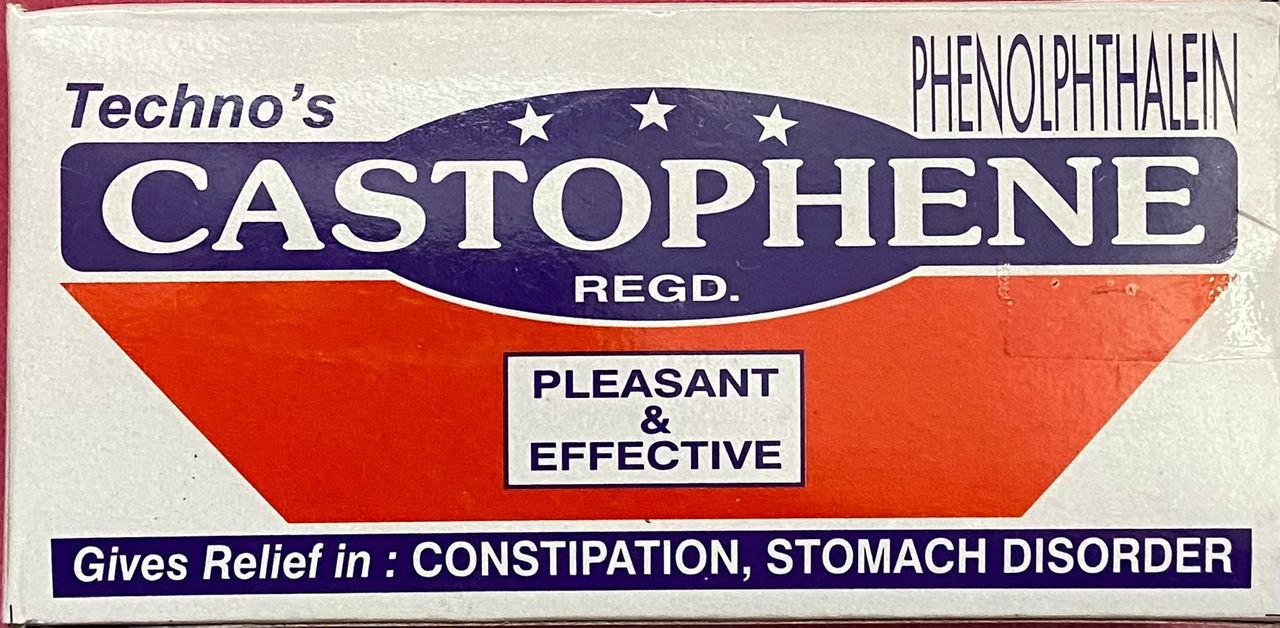 Techno's
PHENOLPHTHALEIN
CASTOPHENE
REGD.
PLEASANT
&
EFFECTIVE
Gives Relief in : CONSTIPATION, STOMACH DISORDER